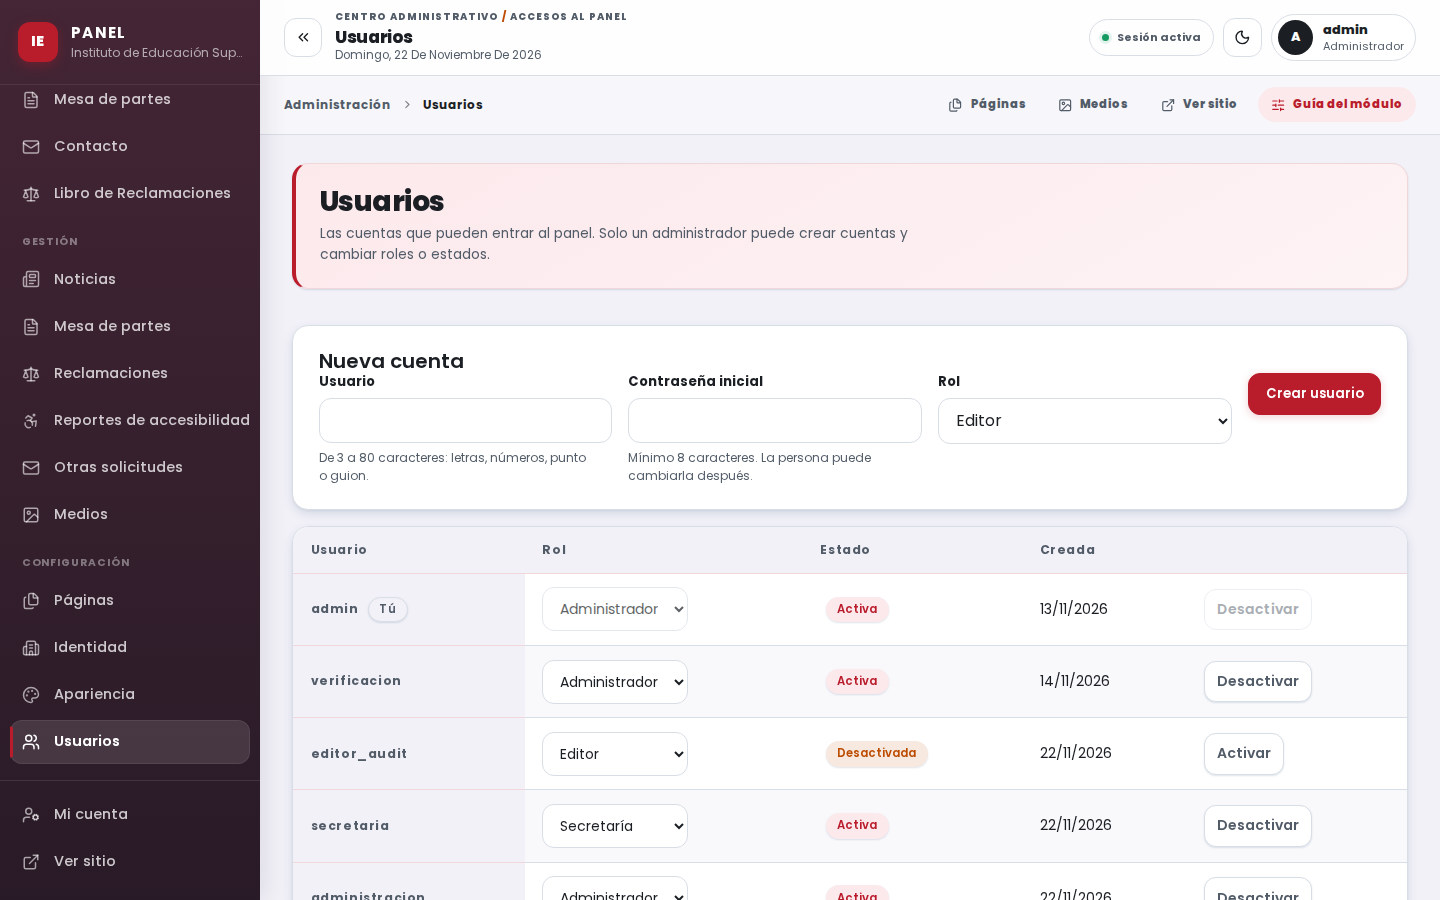 IE
PANEL
Instituto de Educación Sup...
Mesa de partes
Contacto
Libro de Reclamaciones
GESTIÓN
Noticias
Mesa de partes
Reclamaciones
Reportes de accesibilidad
Otras solicitudes
Medios
CONFIGURACIÓN
Páginas
Identidad
Apariencia
Usuarios
Mi cuenta
Ver sitio
CENTRO ADMINISTRATIVO / ACCESOS AL PANEL
Usuarios
Domingo, 22 De Noviembre De 2026
Sesión activa
A
admin
Administrador
Administración > Usuarios
Páginas
Medios
Ver sitio
Guía del módulo
Usuarios
Las cuentas que pueden entrar al panel. Solo un administrador puede crear cuentas y
cambiar roles o estados.
Nueva cuenta
Usuario
De 3 a 80 caracteres: letras, números, punto
o guion.
Contraseña inicial
Mínimo 8 caracteres. La persona puede
cambiarla después.
Rol
Editor
Crear usuario
Usuario Rol Estado Creada
admin Tú Administrador Activa 13/11/2026 Desactivar
verificacion Administrador Activa 14/11/2026 Desactivar
editor_audit Editor Desactivada 22/11/2026 Activar
secretaria Secretaría Activa 22/11/2026 Desactivar
administracion Administrador Activa 22/11/2026 Desactivar